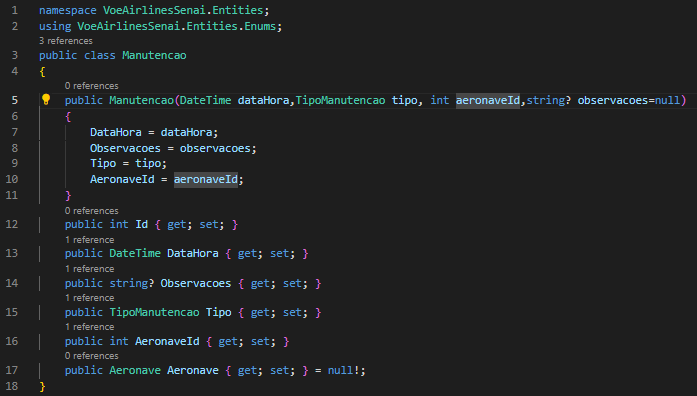 1 namespace VoeAirlinesSenai.Entities;
2 using VoeAirlinesSenai.Entities.Enums;
3 references
3 public class Manutencao
4 {
0 references
5 public Manutencao(DateTime dataHora,TipoManutencao tipo, int aeronaveId,string? observacoes=null)
6 {
7 DataHora = dataHora;
8 Observacoes = observacoes;
9 Tipo = tipo;
10 AeronaveId = aeronaveId;
11 }
0 references
12 public int Id { get; set; }
1 reference
13 public DateTime DataHora { get; set; }
1 reference
14 public string? Observacoes { get; set; }
1 reference
15 public TipoManutencao Tipo { get; set; }
1 reference
16 public int AeronaveId { get; set; }
0 references
17 public Aeronave Aeronave { get; set; } = null!;
18 }